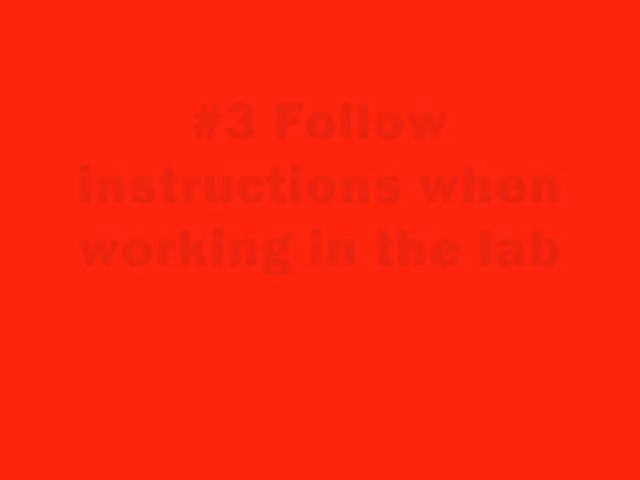 #3 Follow
instructions when
working in the lab